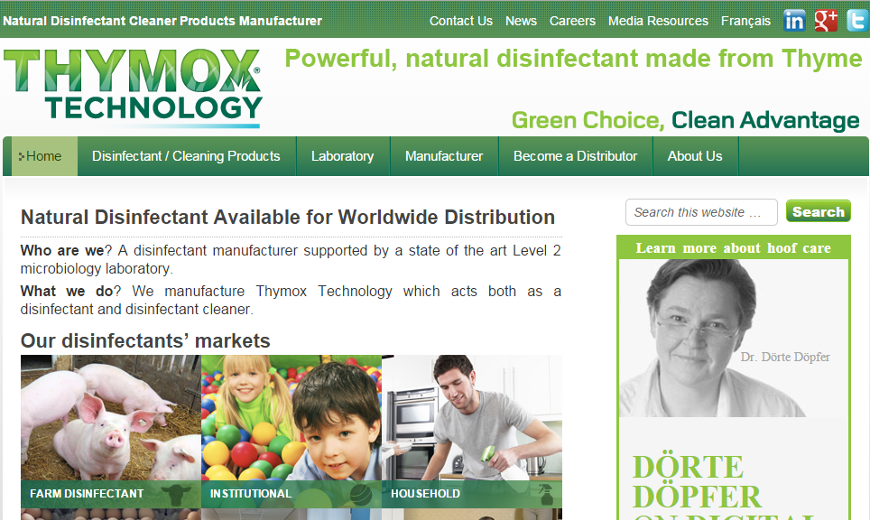 Natural Disinfectant Cleaner Products Manufacturer
Contact Us News Careers Media Resources Français
in g+ t
THYMOX®
TECHNOLOGY
Powerful, natural disinfectant made from Thyme
Green Choice, Clean Advantage
Home Disinfectant / Cleaning Products Laboratory Manufacturer Become a Distributor About Us
Natural Disinfectant Available for Worldwide Distribution
Who are we? A disinfectant manufacturer supported by a state of the art Level 2
microbiology laboratory.
What we do? We manufacture Thymox Technology which acts both as a
disinfectant and disinfectant cleaner.
Our disinfectants’ markets
FARM DISINFECTANT
INSTITUTIONAL
HOUSEHOLD
Search this website … Search
Learn more about hoof care
Dr. Dörte Döpfer
DÖRTE
DÖPFER
ON DIGITAL